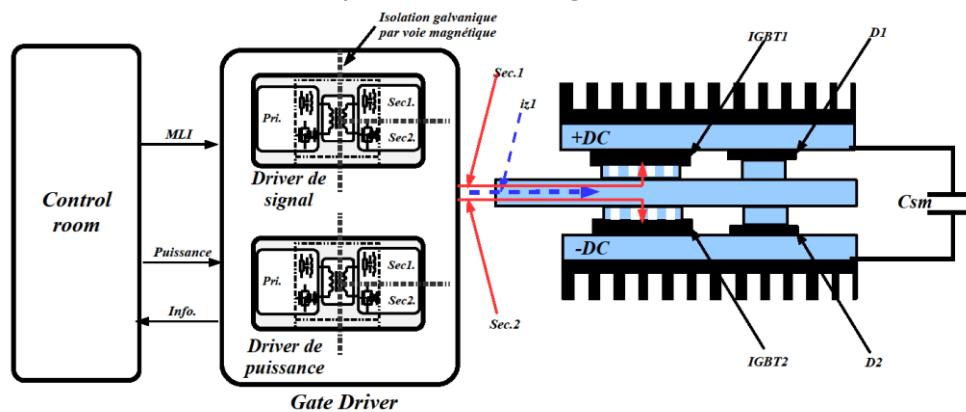 Isolation galvanique
par voie magnétique
Control
room
MLI
Puissance
Info.
Pri.
Sec1.
Sec2.
Driver de
signal
Pri.
Sec1.
Sec2.
Driver de
puissance
Gate Driver
Sec.1
iz1
Sec.2
IGBT1
D1
+DC
-DC
Csm
IGBT2
D2